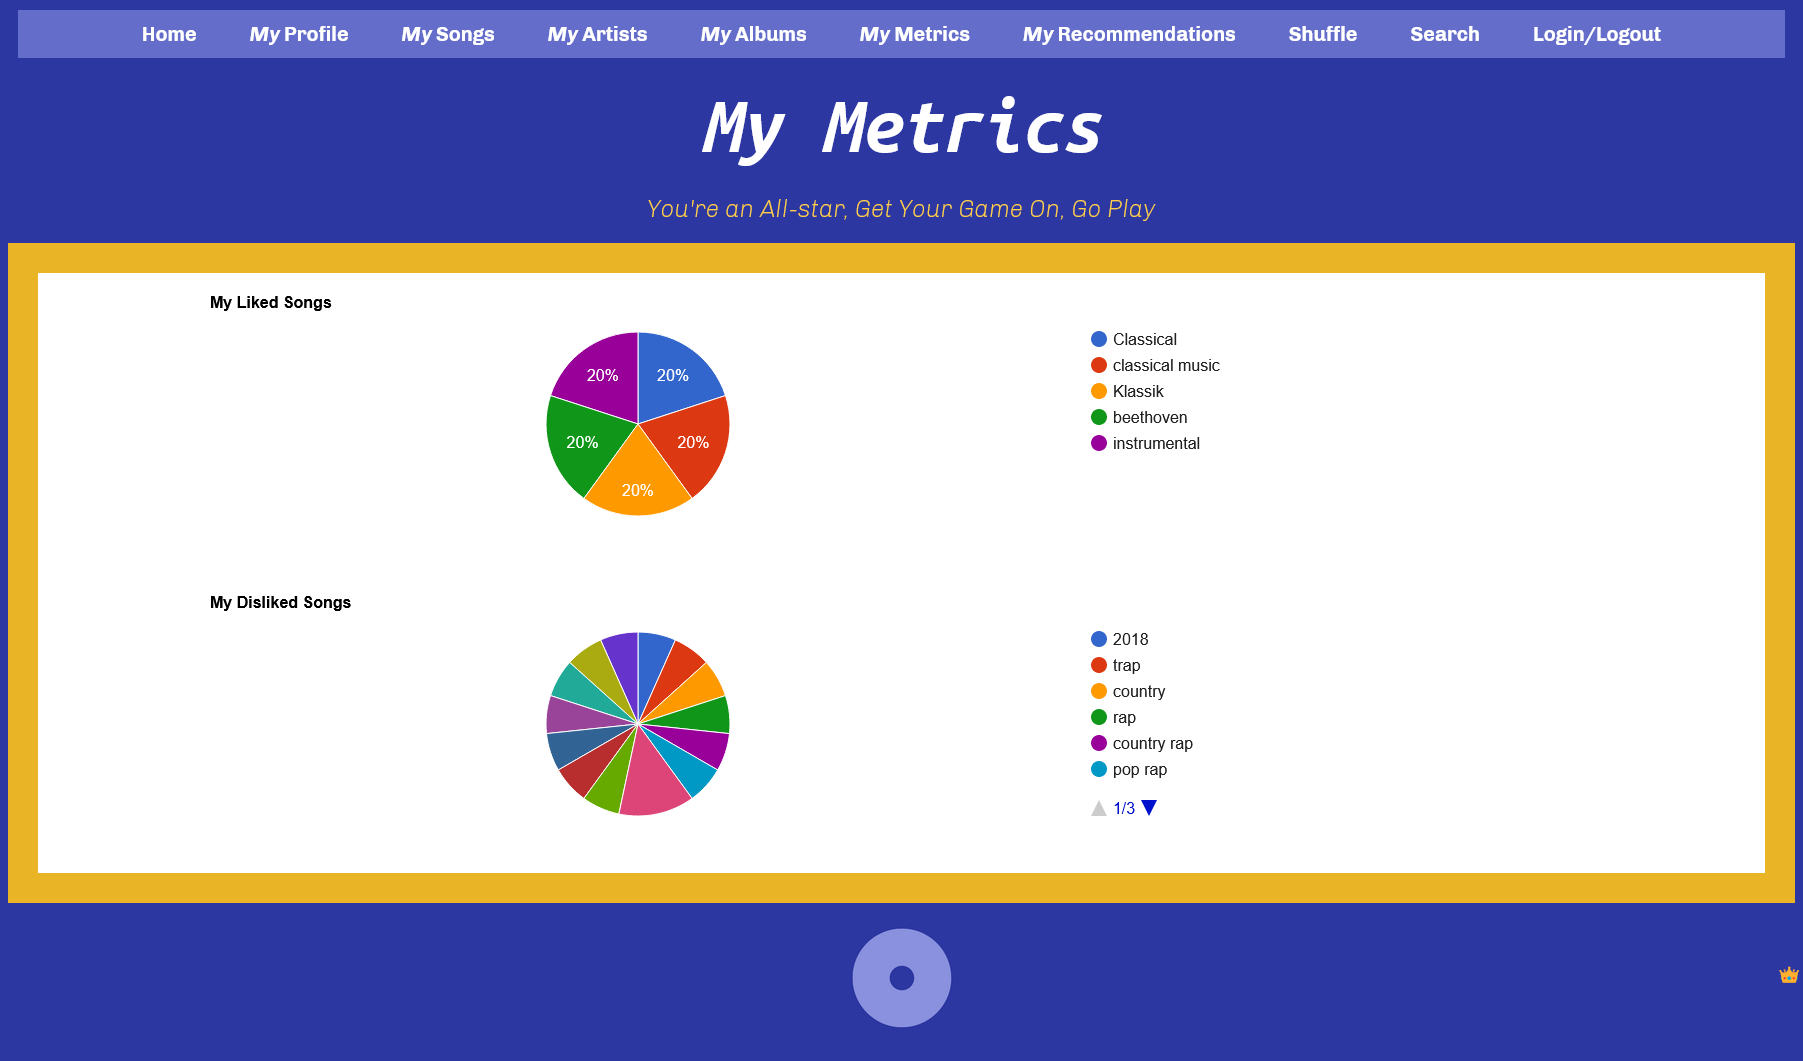 Home My Profile My Songs My Artists My Albums My Metrics My Recommendations Shuffle Search Login/Logout
My Metrics
You're an All-star, Get Your Game On, Go Play
My Liked Songs
20% 20%
20% 20%
20%
Classical
classical music
Klassik
beethoven
instrumental
My Disliked Songs
2018
trap
country
rap
country rap
pop rap
1/3